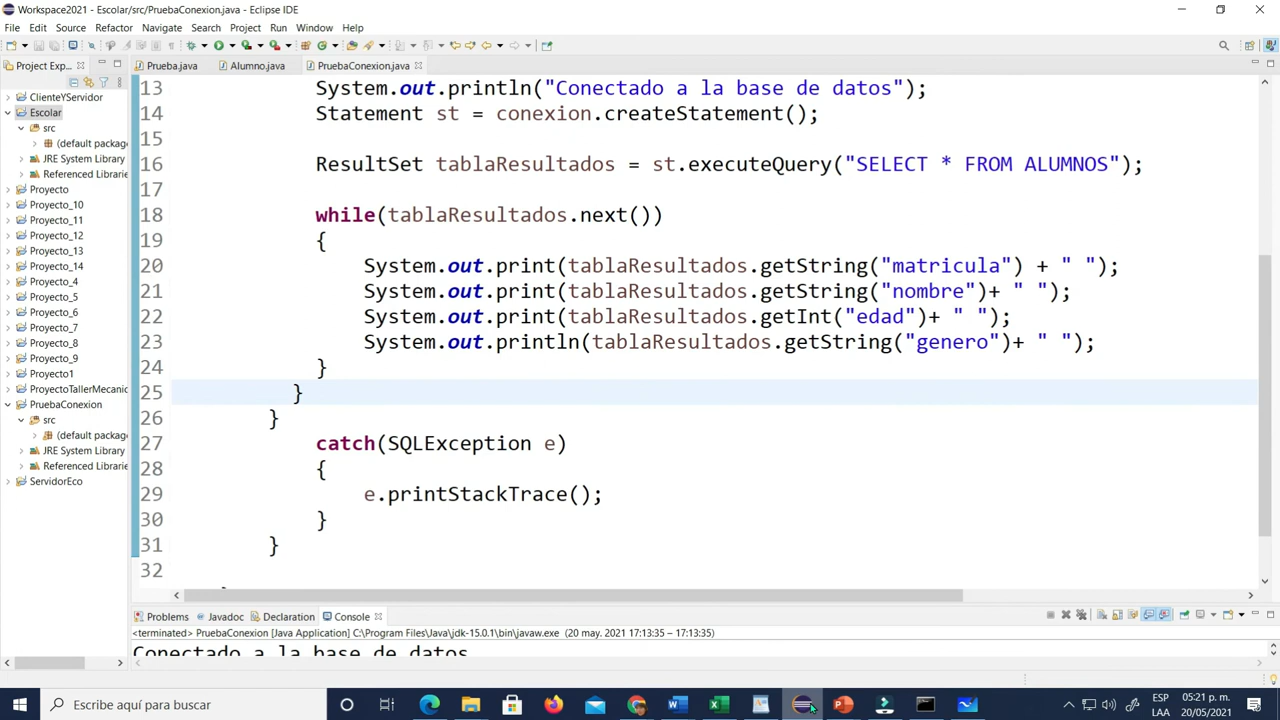 Workspace2021 - Escolar/src/PruebaConexion.java - Eclipse IDE
File Edit Source Refactor Navigate Search Project Run Window Help
Project Exp...
Prueba.java Alumno.java PruebaConexion.java
ClienteYServidor
Escolar
src
(default package
JRE System Library
Referenced Libraries
Proyecto
Proyecto_10
Proyecto_11
Proyecto_12
Proyecto_13
Proyecto_14
Proyecto_4
Proyecto_5
Proyecto_6
Proyecto_7
Proyecto_8
Proyecto_9
Proyecto1
ProyectoTallerMecanic
PruebaConexion
src
(default package
JRE System Library
Referenced Librarie
ServidorEco
13 System.out.println("Conectado a la base de datos");
14 Statement st = conexion.createStatement();
15
16 ResultSet tablaResultados = st.executeQuery("SELECT * FROM ALUMNOS");
17
18 while(tablaResultados.next())
19 {
20 System.out.print(tablaResultados.getString("matricula") + " ");
21 System.out.print(tablaResultados.getString("nombre")+ " ");
22 System.out.print(tablaResultados.getInt("edad")+ " ");
23 System.out.println(tablaResultados.getString("genero")+ " ");
24 }
25 }
26 }
27 catch(SQLException e)
28 {
29 e.printStackTrace();
30 }
31 }
32
Problems Javadoc Declaration Console
<terminated> PruebaConexion [Java Application] C:\Program Files\Java\jdk-15.0.1\bin\javaw.exe (20 may. 2021 17:13:35 – 17:13:35)
Conectado a la base de datos
Escribe aquí para buscar
ESP
LAA
05:21 p. m.
20/05/2021